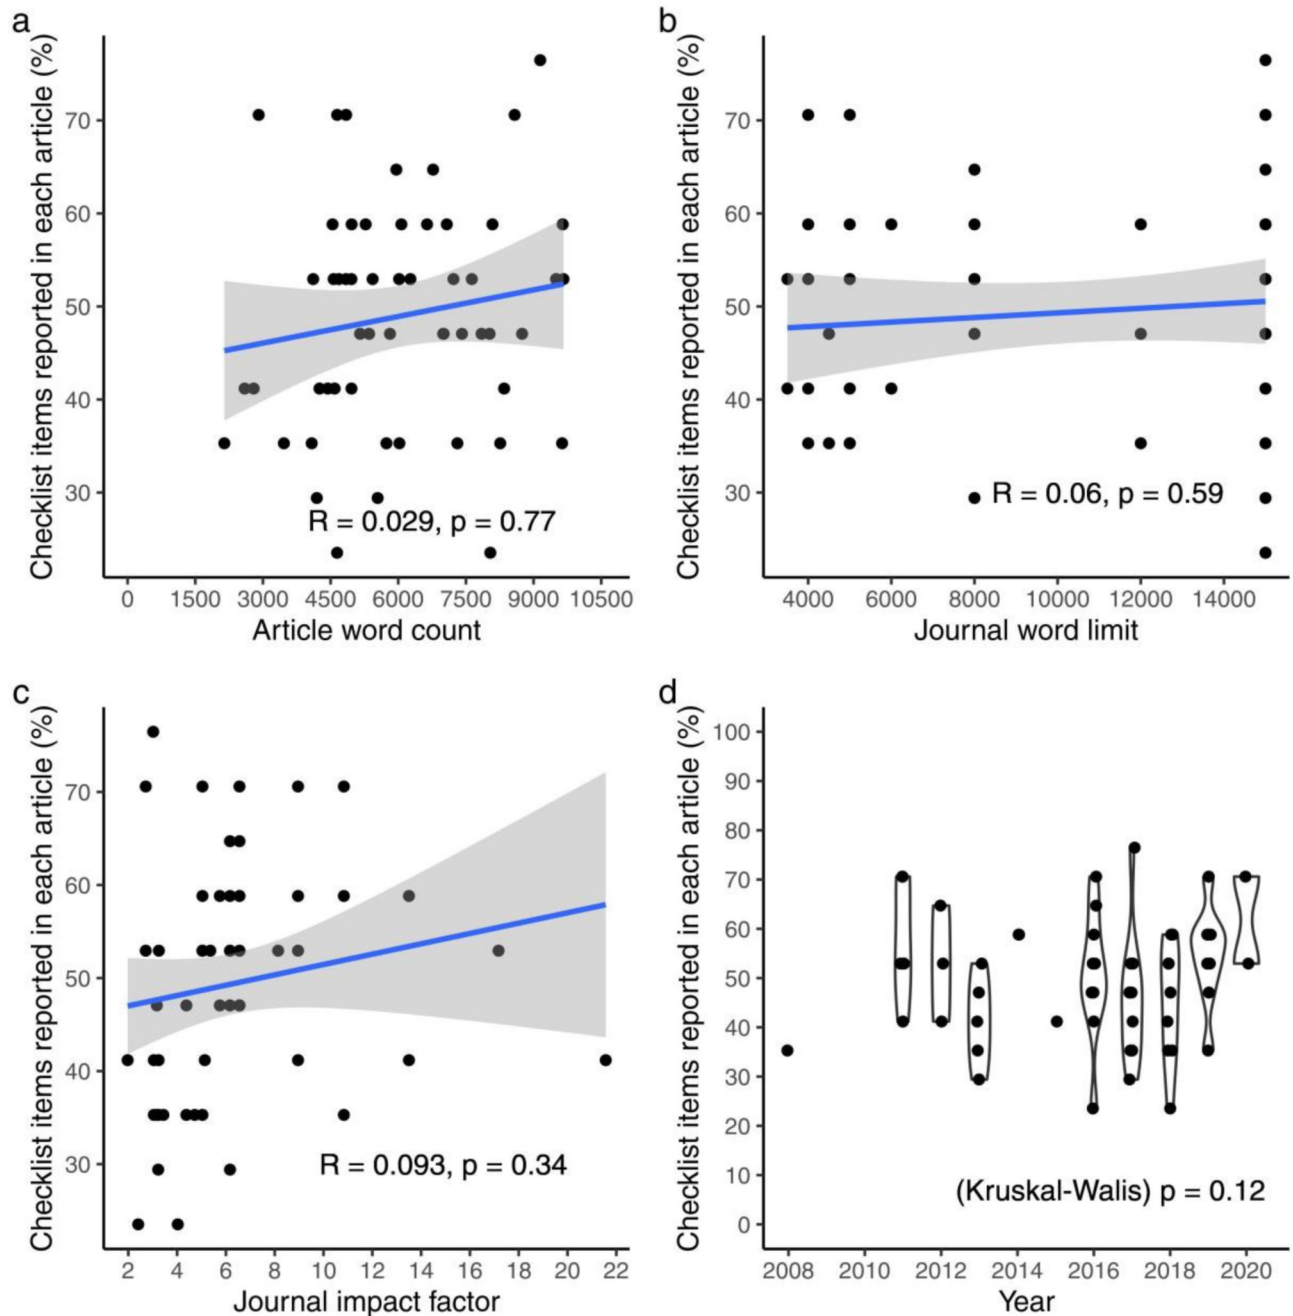 a
Checklist items reported in each article (%)
70
60
50
40
30
R = 0.029, p = 0.77
0 1500 3000 4500 6000 7500 9000 10500
Article word count
b
Checklist items reported in each article (%)
70
60
50
40
30
R = 0.06, p = 0.59
4000 6000 8000 10000 12000 14000
Journal word limit
c
Checklist items reported in each article (%)
70
60
50
40
30
R = 0.093, p = 0.34
2 4 6 8 10 12 14 16 18 20 22
Journal impact factor
d
Checklist items reported in each article (%)
100
90
80
70
60
50
40
30
20
10
0
(Kruskal-Walis) p = 0.12
2008 2010 2012 2014 2016 2018 2020
Year